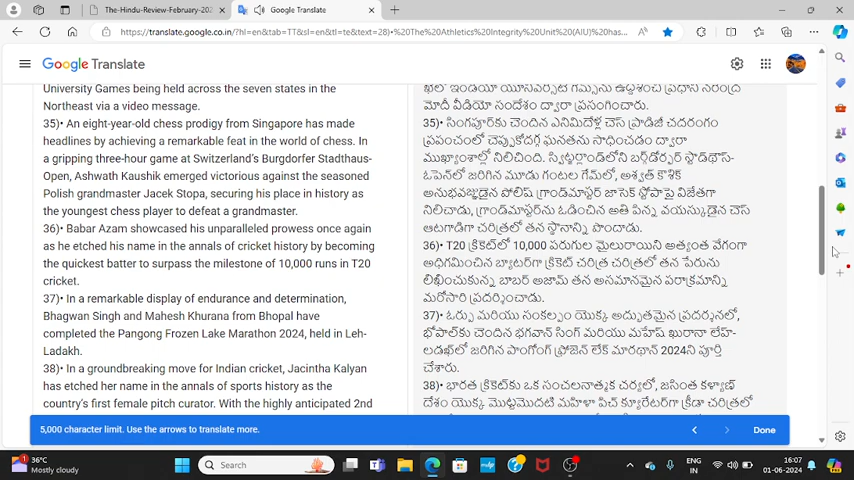 The-Hindu-Review-February-202
Google Translate
https://translate.google.co.in/?hl=en&tab=TT&sl=en&tl=te&text=28)•%20The%20Athletics%20Integrity%20Unit%20(AIU)%20has...
Google Translate
University Games being held across the seven states in the
Northeast via a video message.
35)• An eight-year-old chess prodigy from Singapore has made
headlines by achieving a remarkable feat in the world of chess. In
a gripping three-hour game at Switzerland's Burgdorfer Stadthaus-
Open, Ashwath Kaushik emerged victorious against the seasoned
Polish grandmaster Jacek Stopa, securing his place in history as
the youngest chess player to defeat a grandmaster.
36)• Babar Azam showcased his unparalleled prowess once again
as he etched his name in the annals of cricket history by becoming
the quickest batter to surpass the milestone of 10,000 runs in T20
cricket.
37)• In a remarkable display of endurance and determination,
Bhagwan Singh and Mahesh Khurana from Bhopal have
completed the Pangong Frozen Lake Marathon 2024, held in Leh-
Ladakh.
38)• In a groundbreaking move for Indian cricket, Jacintha Kalyan
has etched her name in the annals of sports history as the
country's first female pitch curator. With the highly anticipated 2nd
ఖేలో ఇండియా యూనివర్సిటీ గేమ్స్‌ను ఉద్దేశించి ప్రధాని నరేంద్ర
మోదీ వీడియో సందేశం ద్వారా ప్రసంగించారు.
35)• సింగపూర్‌కు చెందిన ఎనిమిదేళ్ల చెస్ ప్రాడిజీ చదరంగం
ప్రపంచంలో చెప్పుకోదగ్గ ఘనతను సాధించడం ద్వారా
ముఖ్యాంశాల్లో నిలిచింది. స్విట్జర్లాండ్‌లోని బర్గ్‌డోర్ఫర్ స్టాడ్‌థౌస్-
ఓపెన్‌లో జరిగిన మూడు గంటల గేమ్‌లో, అశ్వత్ కౌశిక్
అనుభవజ్ఞుడైన పోలిష్ గ్రాండ్‌మాస్టర్ జాసెక్ స్టోపాపై విజేతగా
నిలిచాడు, గ్రాండ్‌మాస్టర్‌ను ఓడించిన అతి పిన్న వయస్కుడైన చెస్
ఆటగాడిగా చరిత్రలో తన స్థానాన్ని పొందాడు.
36)• T20 క్రికెట్‌లో 10,000 పరుగుల మైలురాయిని అత్యంత వేగంగా
అధిగమించిన బ్యాటర్‌గా క్రికెట్ చరిత్ర చరిత్రలో తన పేరును
లిఖించుకున్న బాబర్ అజామ్ తన అసమానమైన పరాక్రమాన్ని
మరోసారి ప్రదర్శించాడు.
37)• ఓర్పు మరియు సంకల్పం యొక్క అద్భుతమైన ప్రదర్శనలో,
భోపాల్‌కు చెందిన భగవాన్ సింగ్ మరియు మహేష్ ఖురానా లేహ్-
లడఖ్‌లో జరిగిన పాంగోంగ్ ఫ్రోజెన్ లేక్ మారథాన్ 2024ని పూర్తి
చేశారు.
38)• భారత క్రికెట్‌కు ఒక సంచలనాత్మక చర్యలో, జసింత కళ్యాణ్
దేశం యొక్క మొట్టమొదటి మహిళా పిచ్ క్యూరేటర్‌గా క్రీడా చరిత్రలో
5,000 character limit. Use the arrows to translate more.
Done
36°C
Mostly cloudy
Search
ENG
IN
16:07
01-06-2024